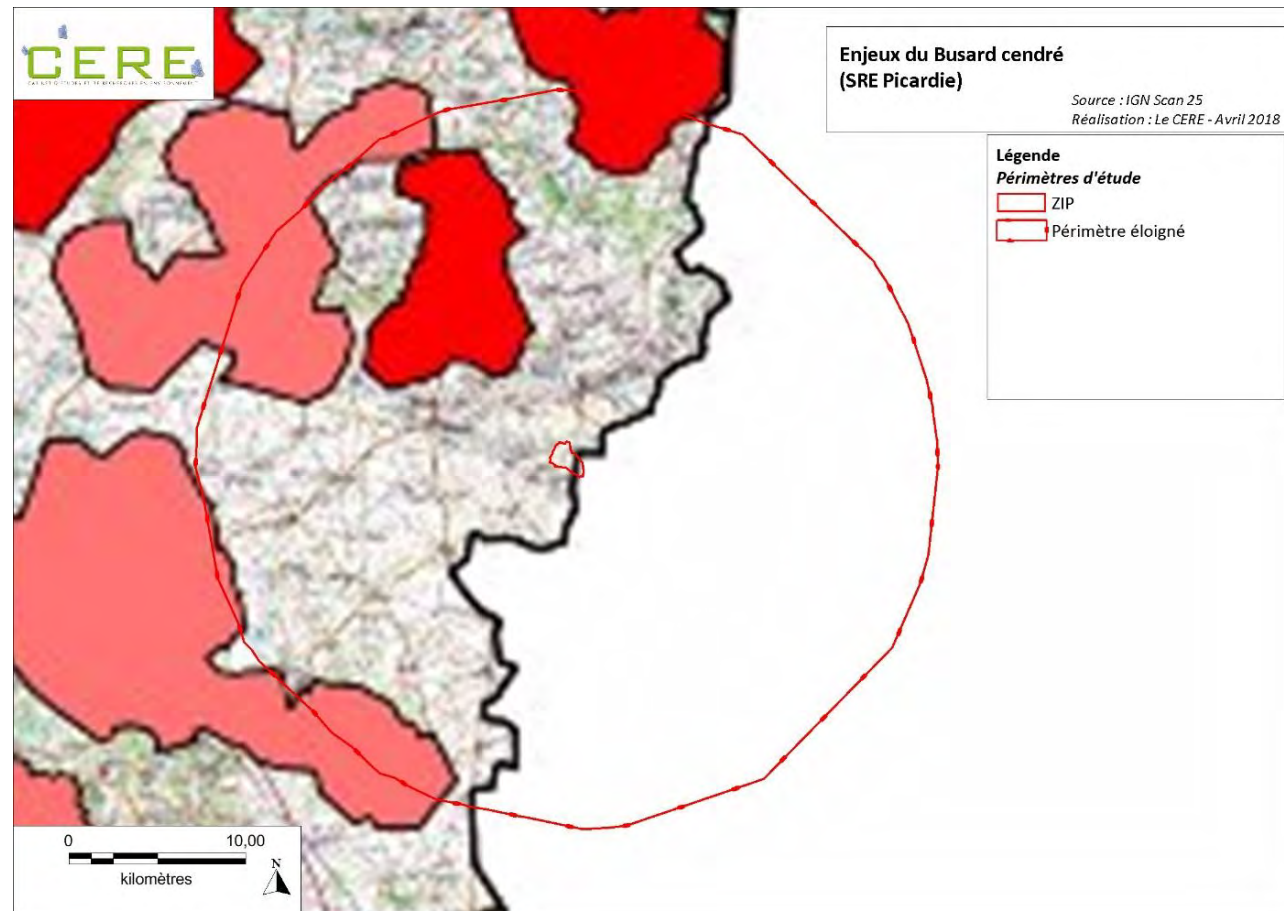 CERE
Enjeux du Busard cendré
(SRE Picardie)
Source : IGN Scan 25
Réalisation : Le CERE - Avril 2018
Légende
Périmètres d'étude
ZIP
Périmètre éloigné
0 10,00
kilomètres
N